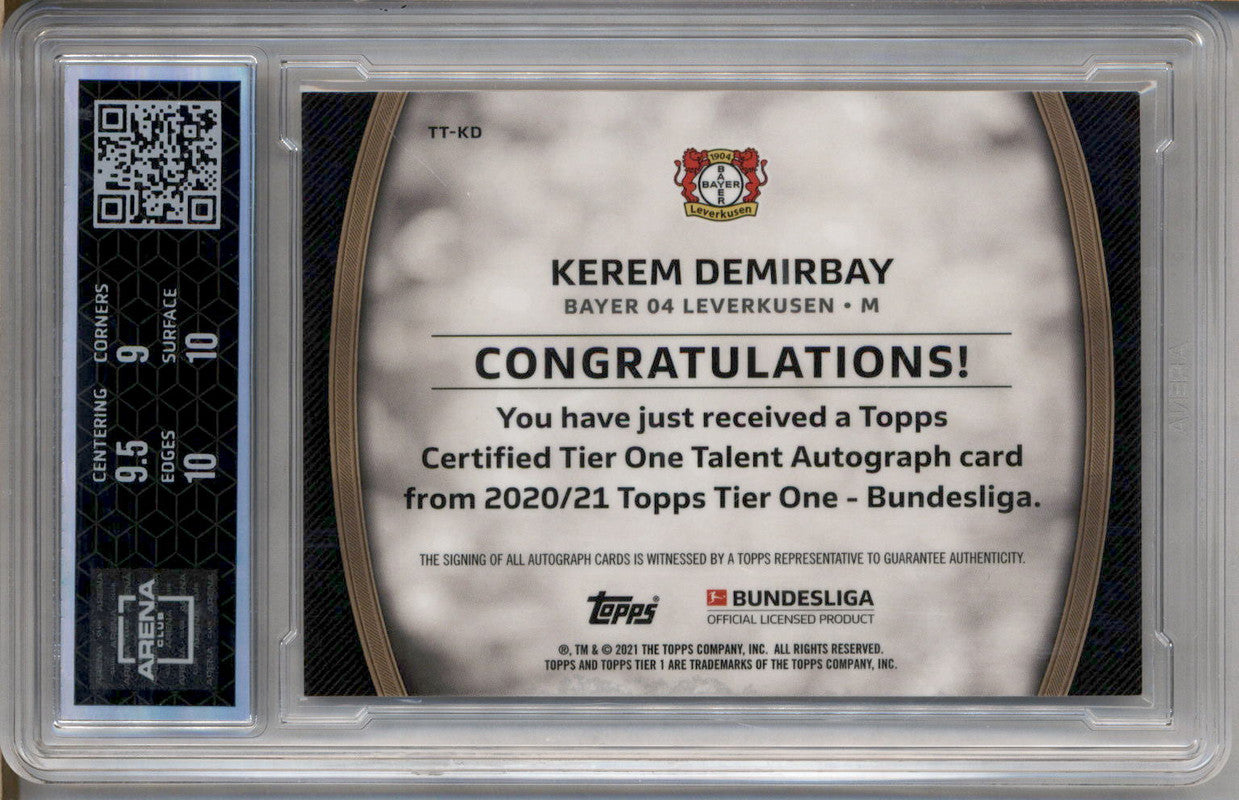 TT-KD
1904
BAYER
BAYER
Leverkusen
KEREM DEMIRBAY
BAYER 04 LEVERKUSEN • M
CONGRATULATIONS!
You have just received a Topps
Certified Tier One Talent Autograph card
from 2020/21 Topps Tier One - Bundesliga.
THE SIGNING OF ALL AUTOGRAPH CARDS IS WITNESSED BY A TOPPS REPRESENTATIVE TO GUARANTEE AUTHENTICITY.
topps®
BUNDESLIGA
OFFICIAL LICENSED PRODUCT
®, TM & © 2021 THE TOPPS COMPANY, INC. ALL RIGHTS RESERVED.
TOPPS AND TOPPS TIER 1 ARE TRADEMARKS OF THE TOPPS COMPANY, INC.
CENTERING CORNERS
9.5 9
EDGES SURFACE
10 10
ARENA
CLUB
ARENA